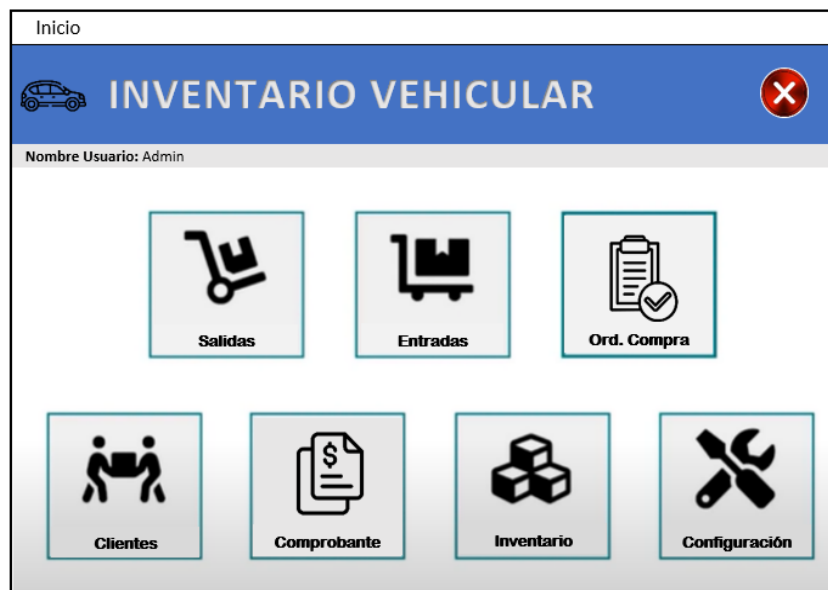 Inicio
INVENTARIO VEHICULAR
Nombre Usuario: Admin
Salidas
Entradas
Ord. Compra
$
Clientes
Comprobante
Inventario
Configuración